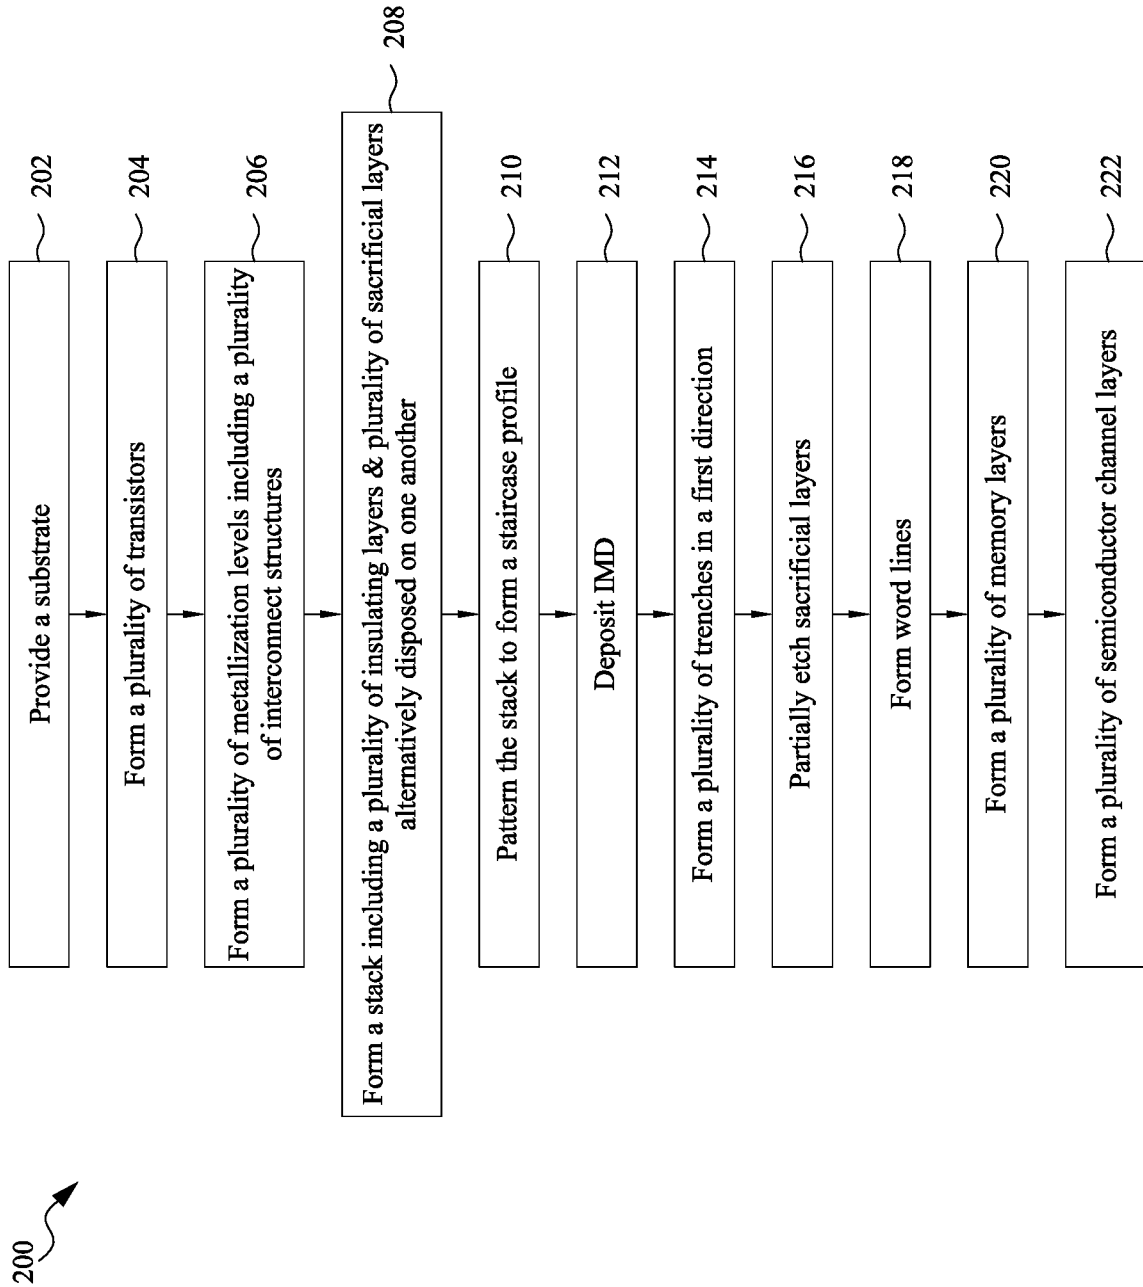 200
Provide a substrate
202
Form a plurality of transistors
204
Form a plurality of metallization levels including a plurality
of interconnect structures
206
Form a stack including a plurality of insulating layers & plurality of sacrificial layers
alternatively disposed on one another
208
Pattern the stack to form a staircase profile
210
Deposit IMD
212
Form a plurality of trenches in a first direction
214
Partially etch sacrificial layers
216
Form word lines
218
Form a plurality of memory layers
220
Form a plurality of semiconductor channel layers
222